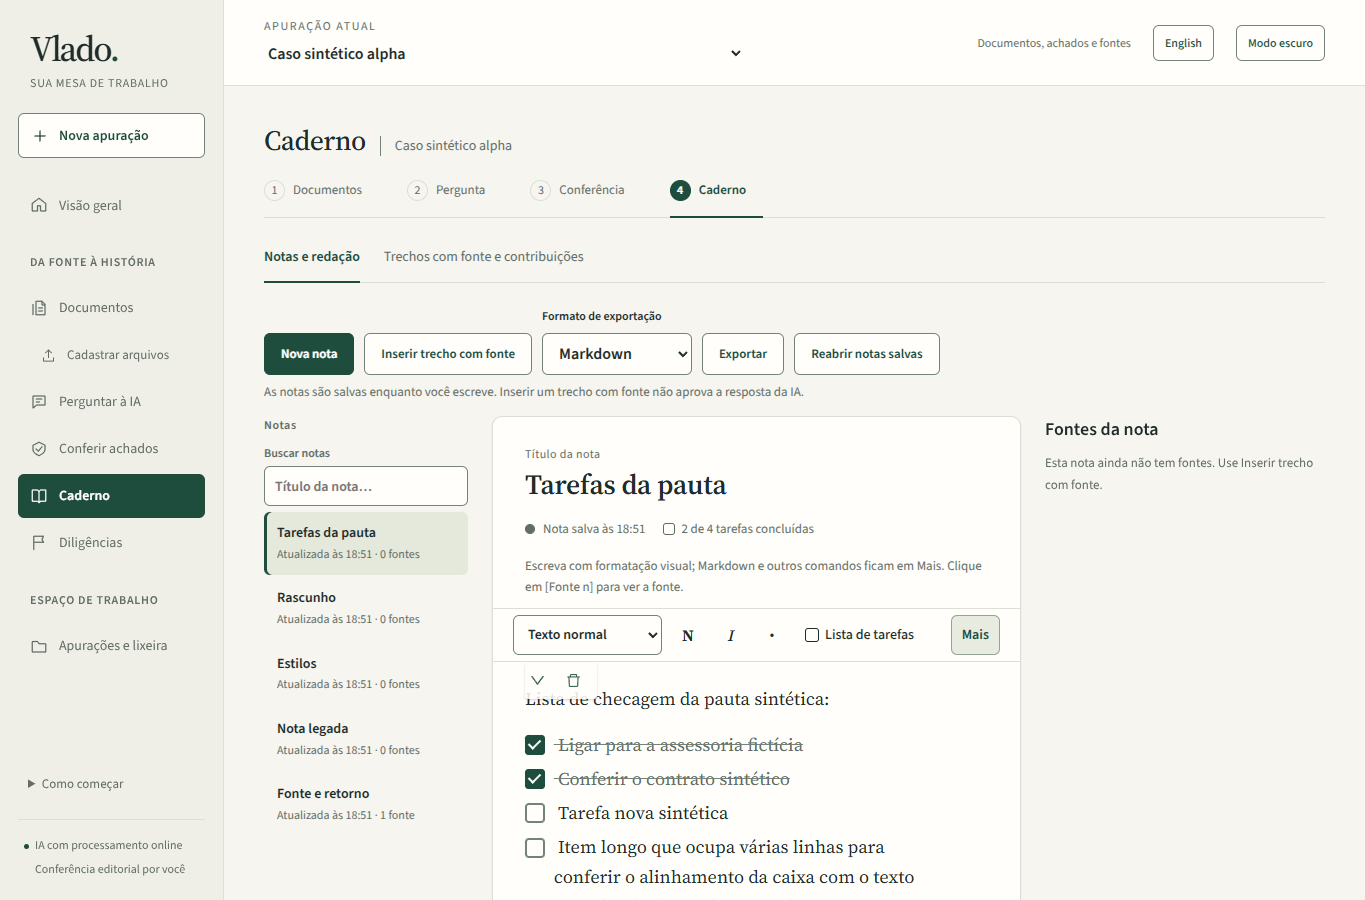 Vlado.
SUA MESA DE TRABALHO
Nova apuração
Visão geral
DA FONTE À HISTÓRIA
Documentos
Cadastrar arquivos
Perguntar à IA
Conferir achados
Caderno
Diligências
ESPAÇO DE TRABALHO
Apurações e lixeira
Como começar
IA com processamento online
Conferência editorial por você
APURAÇÃO ATUAL
Caso sintético alpha
Documentos, achados e fontes
English
Modo escuro
Caderno
Caso sintético alpha
1 Documentos
2 Pergunta
3 Conferência
4 Caderno
Notas e redação
Trechos com fonte e contribuições
Formato de exportação
Nova nota
Inserir trecho com fonte
Markdown
Exportar
Reabrir notas salvas
As notas são salvas enquanto você escreve. Inserir um trecho com fonte não aprova a resposta da IA.
Notas
Buscar notas
Título da nota...
Tarefas da pauta
Atualizada às 18:51 · 0 fontes
Rascunho
Atualizada às 18:51 · 0 fontes
Estilos
Atualizada às 18:51 · 0 fontes
Nota legada
Atualizada às 18:51 · 0 fontes
Fonte e retorno
Atualizada às 18:51 · 1 fonte
Título da nota
Tarefas da pauta
Nota salva às 18:51
2 de 4 tarefas concluídas
Escreva com formatação visual; Markdown e outros comandos ficam em Mais. Clique
em [Fonte n] para ver a fonte.
Texto normal
N
I
•
Lista de tarefas
Mais
Lista de checagem da pauta sintética:
Ligar para a assessoria fictícia
Conferir o contrato sintético
Tarefa nova sintética
Item longo que ocupa várias linhas para
conferir o alinhamento da caixa com o texto
Fontes da nota
Esta nota ainda não tem fontes. Use Inserir trecho
com fonte.